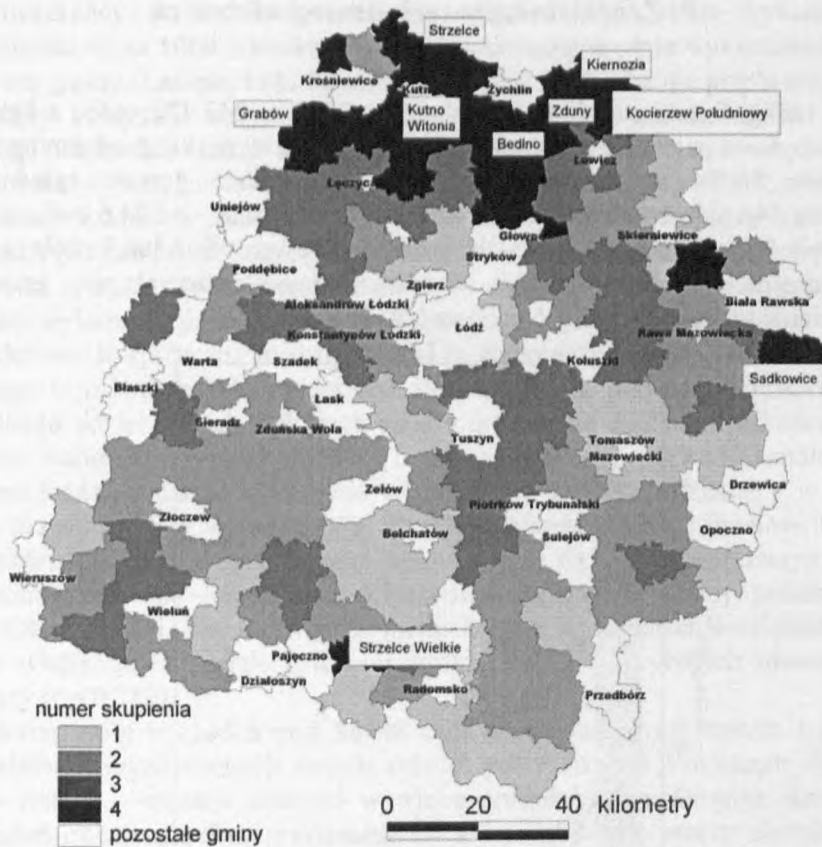 Strzelce
Krośniewice
Kutno
Żychlin
Kiernozia
Grabów
Kutno
Witonia
Zduny
Kocierzew Południowy
Bedlno
Łowicz
Łęczyca
Uniejów
Głowno
Skierniewice
Stryków
Poddębice
Zgierz
Biała Rawska
Aleksandrów Łódzki
Łódź
Konstantynów Łódzki
Rawa Mazowiecka
Warta
Szadek
Koluszki
Sadkowice
Błaszki
Łask
Sieradz
Zduńska Wola
Tuszyn
Tomaszów
Mazowiecki
Zelów
Drzewica
Piotrków Trybunalski
Złoczew
Bełchatów
Sulejów
Opoczno
Wieruszów
Wieluń
Pajęczno
Strzelce Wielkie
Działoszyn
Radomsko
Przedbórz
numer skupienia
1
2
3
4
pozostałe gminy
0 20 40 kilometry